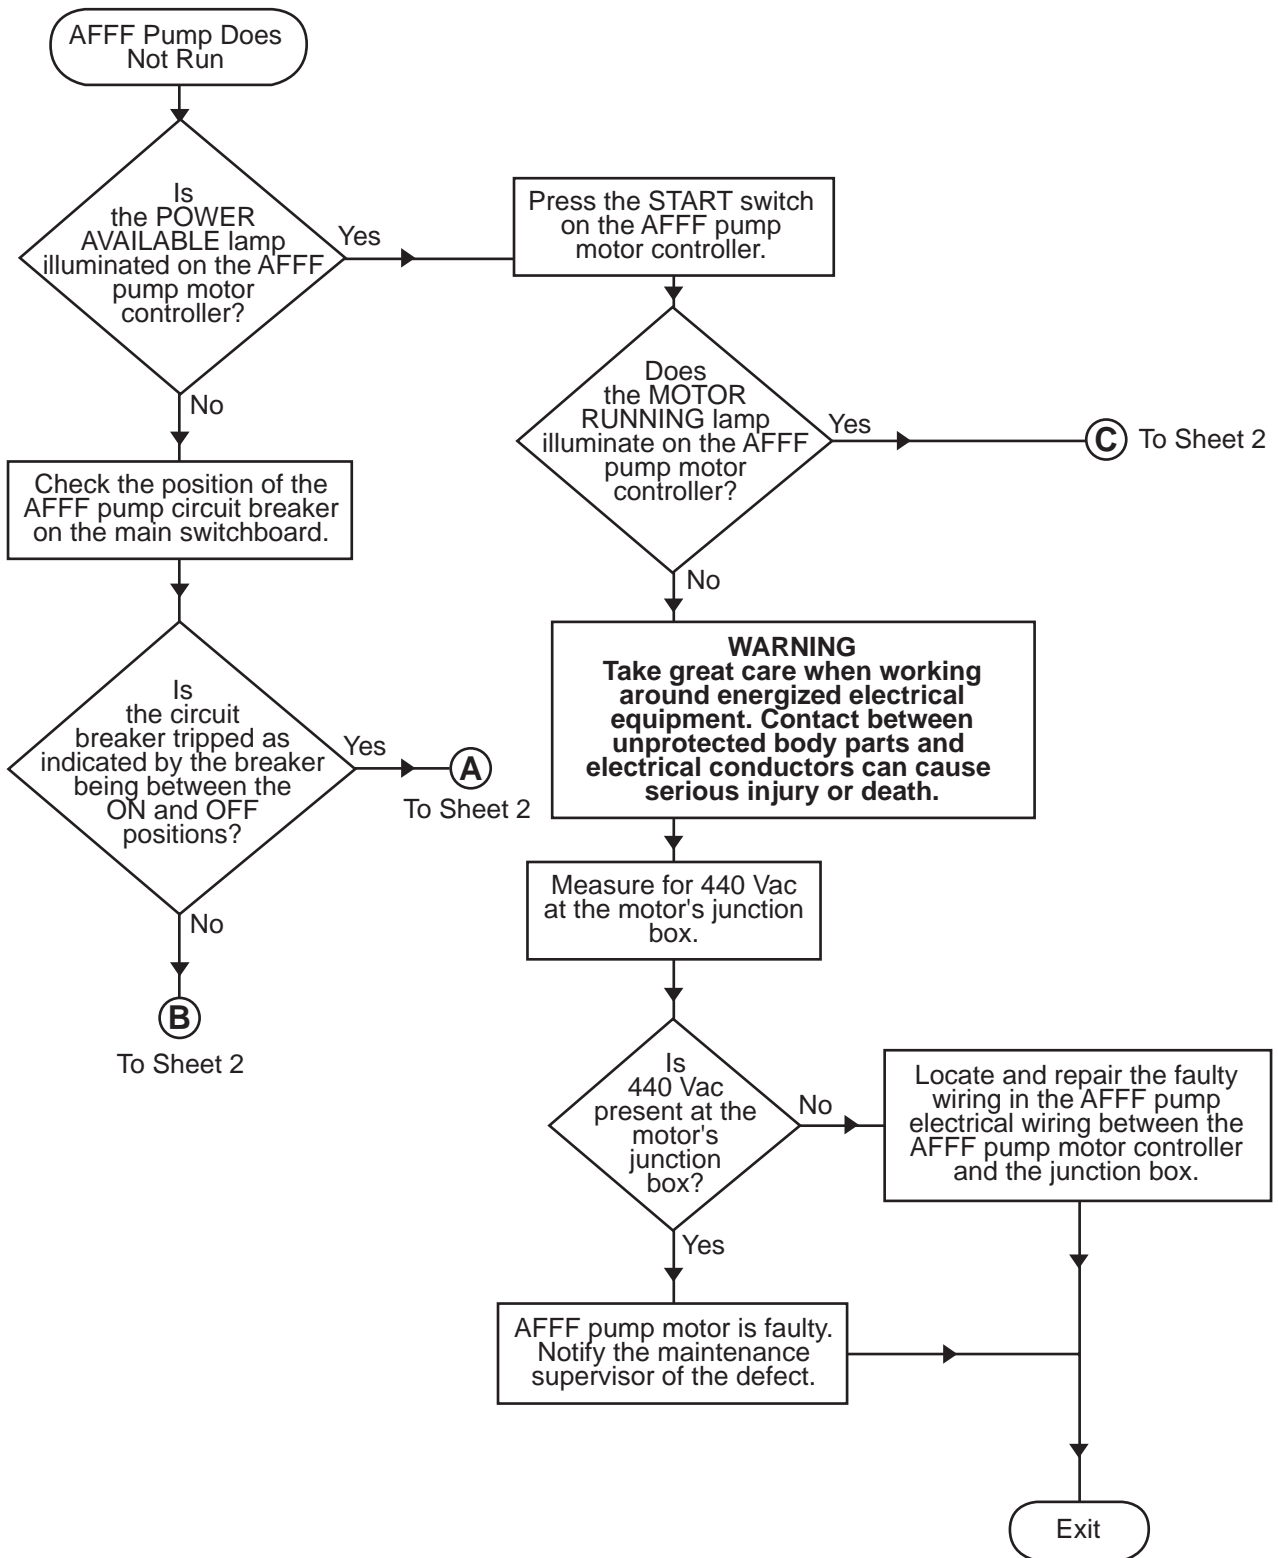 AFFF Pump Does
Not Run
Is
the POWER
AVAILABLE lamp
illuminated on the AFFF
pump motor
controller?
Yes
No
Press the START switch
on the AFFF pump
motor controller.
Does
the MOTOR
RUNNING lamp
illuminate on the AFFF
pump motor
controller?
Yes
C To Sheet 2
No
Check the position of the
AFFF pump circuit breaker
on the main switchboard.
Is
the circuit
breaker tripped as
indicated by the breaker
being between the
ON and OFF
positions?
Yes
A
To Sheet 2
No
B
To Sheet 2
WARNING
Take great care when working
around energized electrical
equipment. Contact between
unprotected body parts and
electrical conductors can cause
serious injury or death.
Measure for 440 Vac
at the motor's junction
box.
Is
440 Vac
present at the
motor's
junction
box?
No
Locate and repair the faulty
wiring in the AFFF pump
electrical wiring between the
AFFF pump motor controller
and the junction box.
Yes
AFFF pump motor is faulty.
Notify the maintenance
supervisor of the defect.
Exit